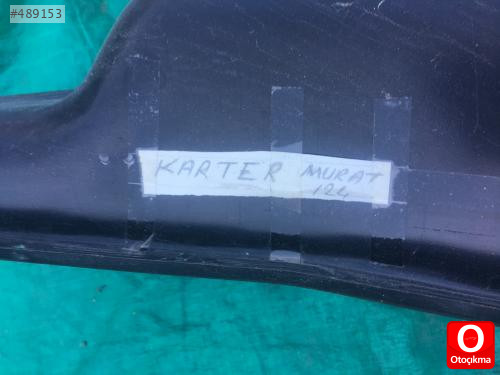 #489153
KARTER MURAT
124
O
Otoçıkma